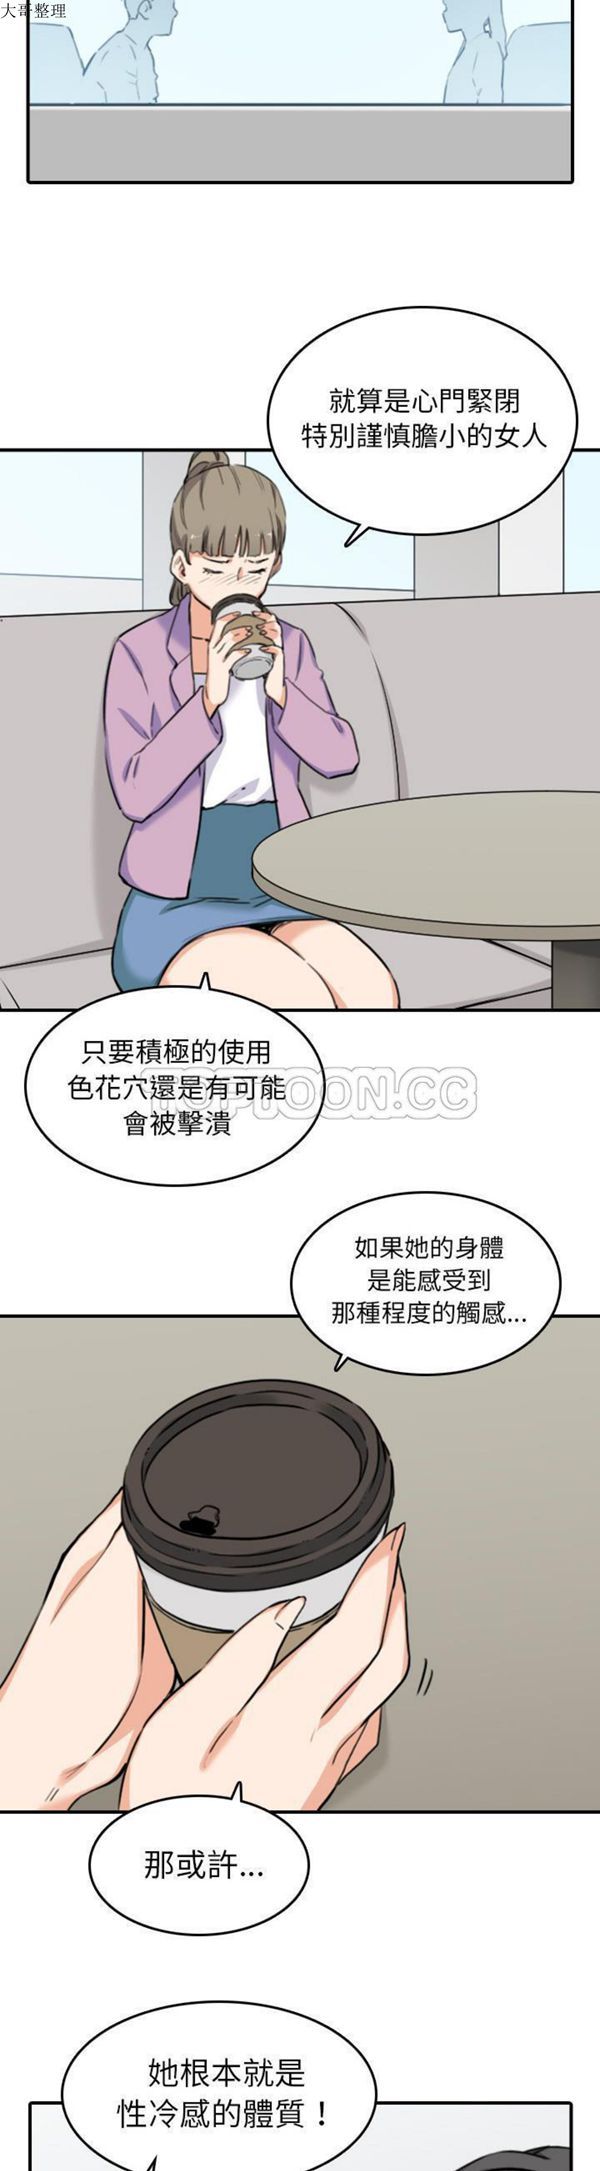 大哥整理
就算是心門緊閉
特別謹慎膽小的女人
只要積極的使用
色花穴還是有可能
會被擊潰
TOPTOON.CC
如果她的身體
是能感受到
那種程度的觸感...
那或許...
她根本就是
性冷感的體質！